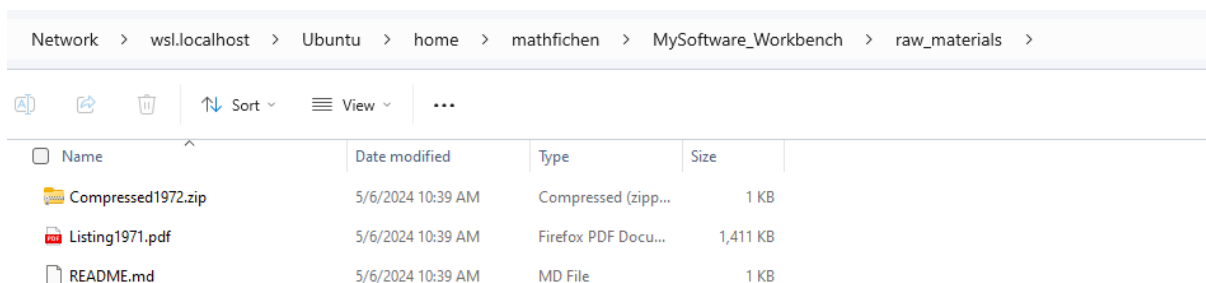 Network > wsl.localhost > Ubuntu > home > mathfichen > MySoftware_Workbench > raw_materials >
Sort View ...
Name Date modified Type Size
Compressed1972.zip 5/6/2024 10:39 AM Compressed (zipp... 1 KB
Listing1971.pdf 5/6/2024 10:39 AM Firefox PDF Docu... 1,411 KB
README.md 5/6/2024 10:39 AM MD File 1 KB